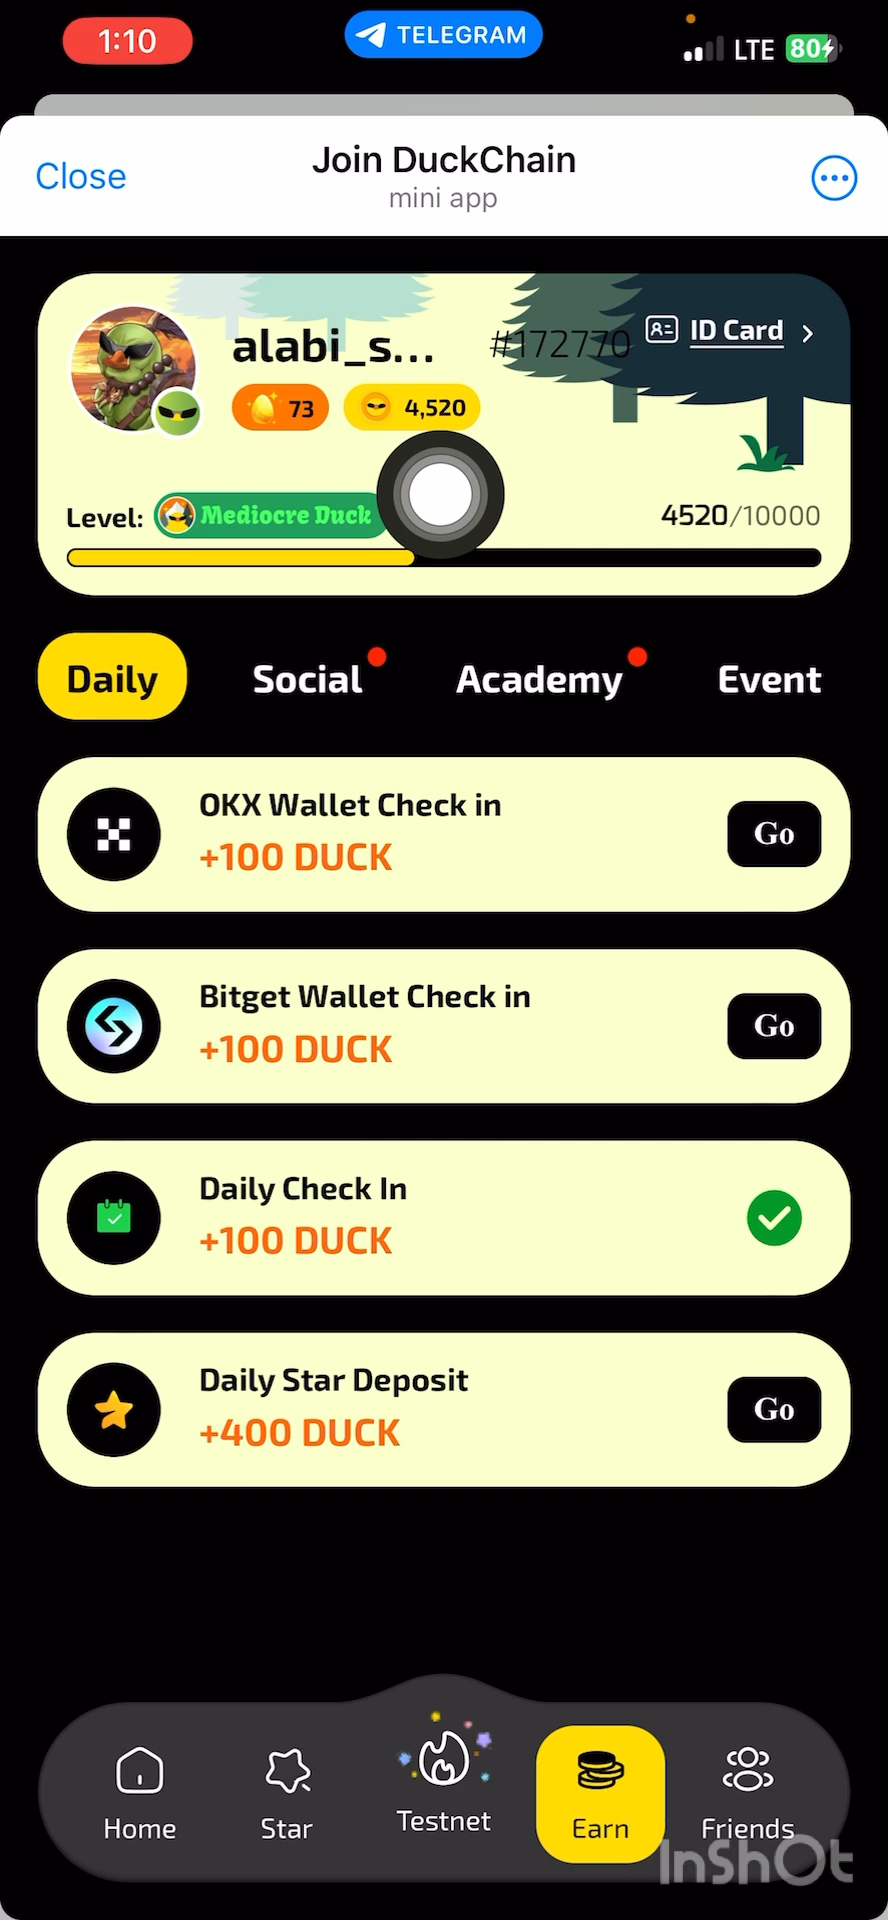 1:10
TELEGRAM
LTE 80
Close
Join DuckChain
mini app
alabi_s...
#172770
ID Card
73
4,520
Level:
Mediocre Duck
4520/10000
Daily
Social
Academy
Event
OKX Wallet Check in
+100 DUCK
Go
Bitget Wallet Check in
+100 DUCK
Go
Daily Check In
+100 DUCK
Daily Star Deposit
+400 DUCK
Go
Home
Star
Testnet
Earn
Friends
InShOt